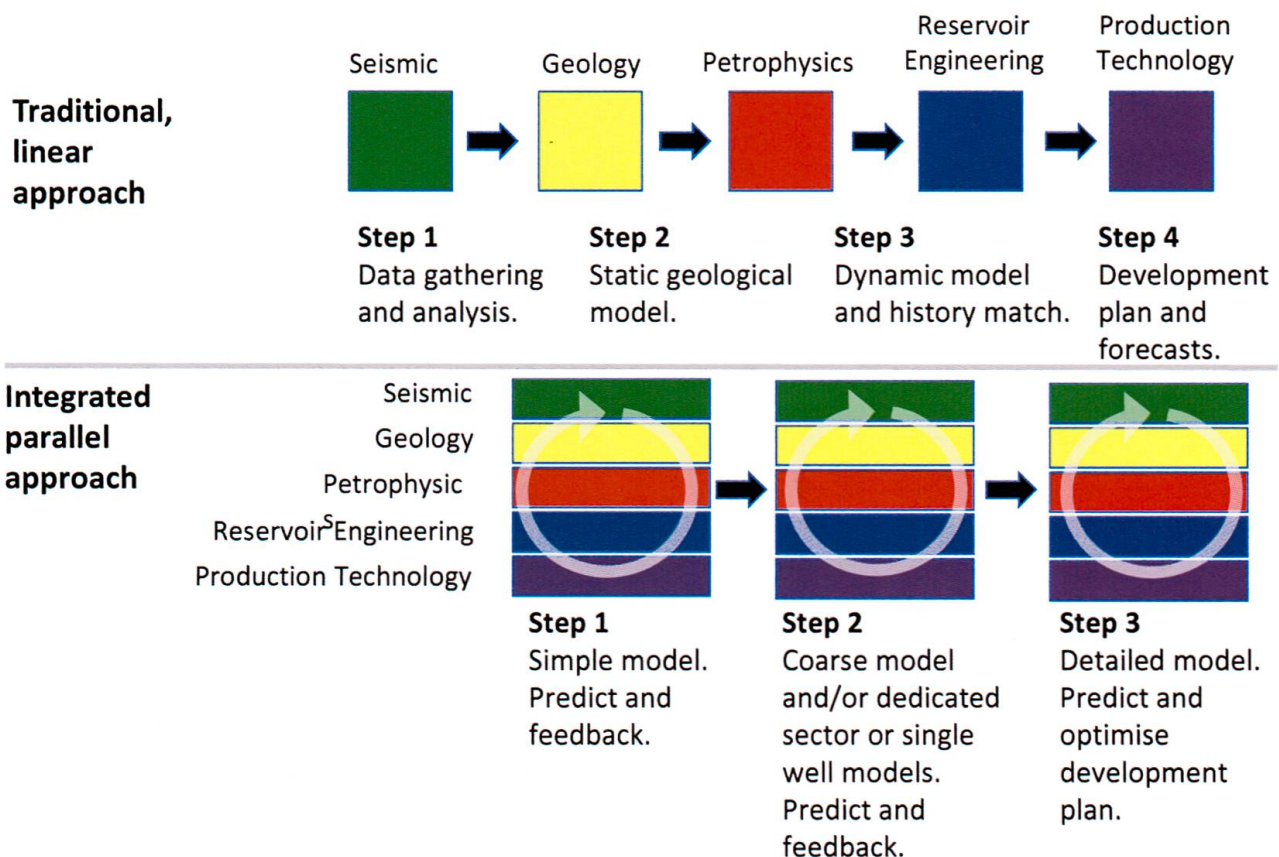 Traditional,
linear
approach
Seismic
Geology
Petrophysics
Reservoir
Engineering
Production
Technology
Step 1
Data gathering
and analysis.
Step 2
Static geological
model.
Step 3
Dynamic model
and history match.
Step 4
Development
plan and
forecasts.
Integrated
parallel
approach
Seismic
Geology
Petrophysic
s
Reservoir Engineering
Production Technology
Step 1
Simple model.
Predict and
feedback.
Step 2
Coarse model
and/or dedicated
sector or single
well models.
Predict and
feedback.
Step 3
Detailed model.
Predict and
optimise
development
plan.